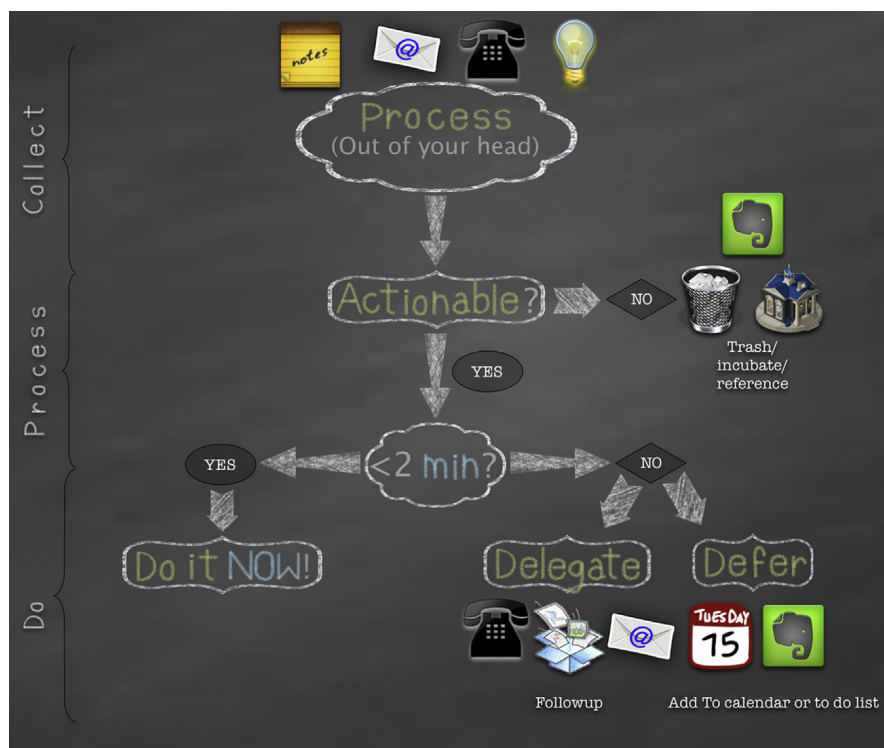 notes
@
Process
(Out of your head)
Collect
Actionable?
NO
Trash/
incubate/
reference
YES
Process
<2 min?
YES
NO
Do it NOW!
Delegate
Defer
Do
@
TUESDAY
15
Followup
Add To calendar or to do list